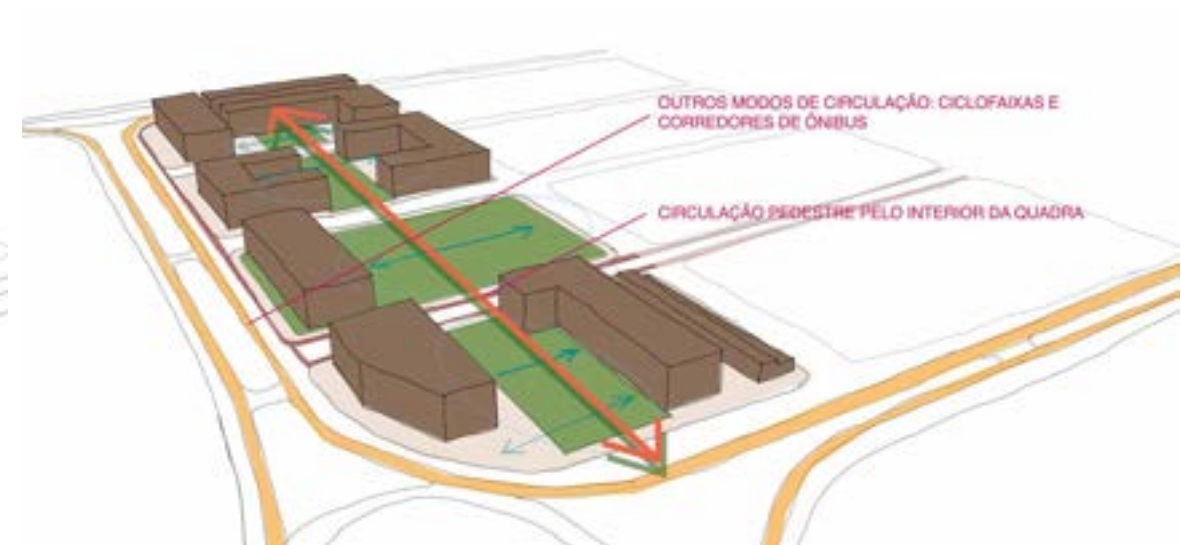 OUTROS MODOS DE CIRCULAÇÃO: CICLOFAIXAS E
CORREDORES DE ÔNIBUS
CIRCULAÇÃO PEDESTRE PELO INTERIOR DA QUADRA